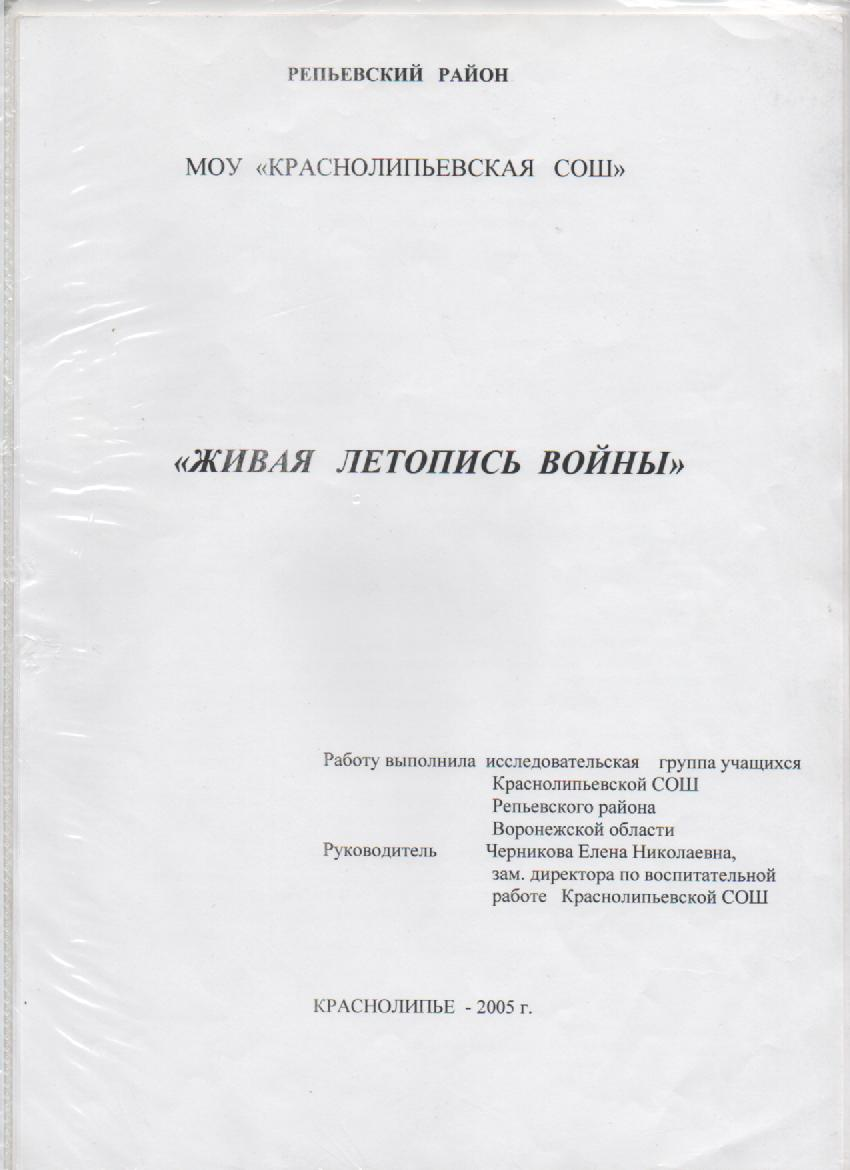 РЕПЬЕВСКИЙ РАЙОН
МОУ «КРАСНОЛИПЬЕВСКАЯ СОШ»
«ЖИВАЯ ЛЕТОПИСЬ ВОЙНЫ»
Работу выполнила исследовательская группа учащихся
Краснолипьевской СОШ
Репьевского района
Воронежской области
Руководитель Черникова Елена Николаевна,
зам. директора по воспитательной
работе Краснолипьевской СОШ
КРАСНОЛИПЬЕ - 2005 г.